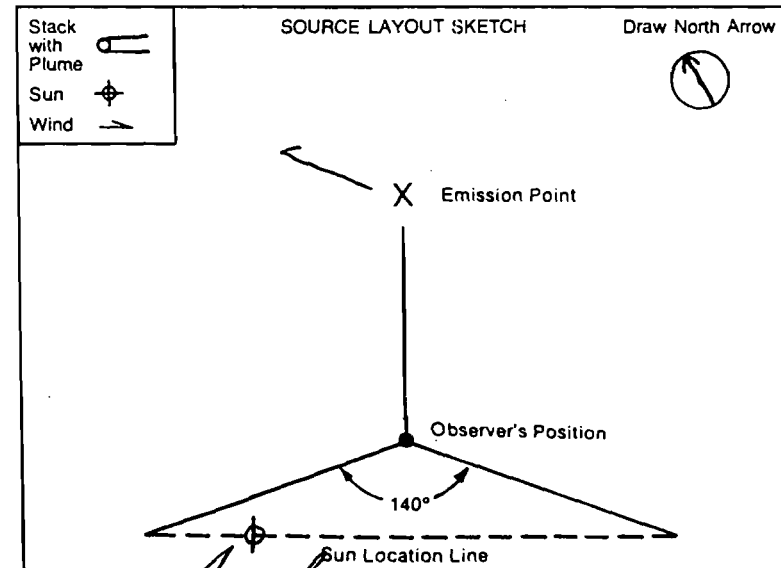 Stack
with
Plume
Sun
Wind
SOURCE LAYOUT SKETCH
Draw North Arrow
X Emission Point
Observer's Position
140°
Sun Location Line